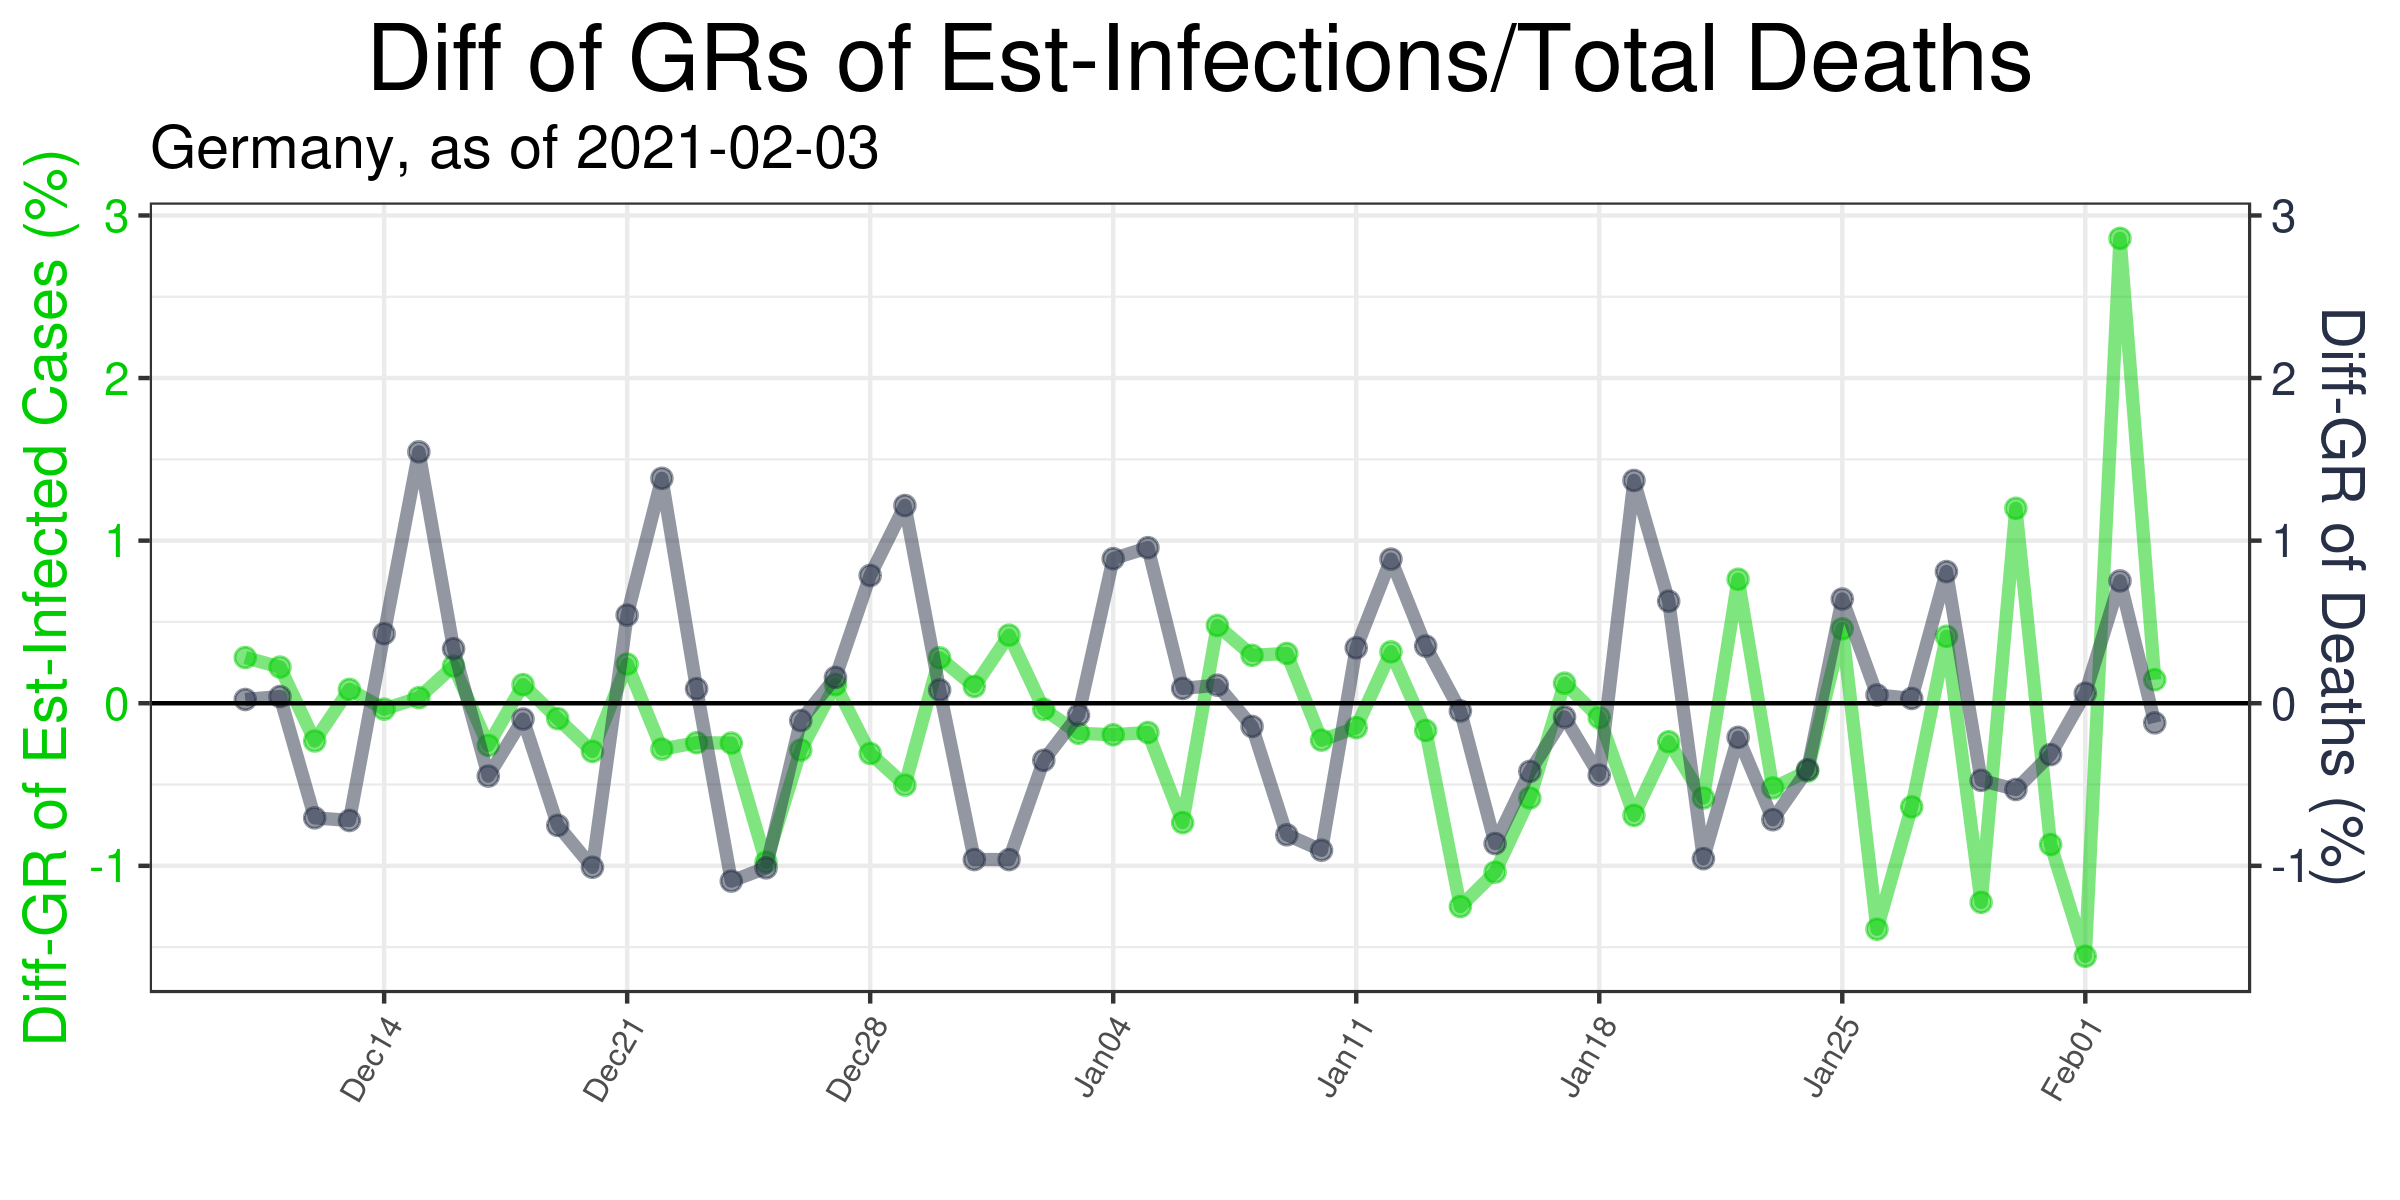 Diff of GRs of Est-Infections/Total Deaths
Germany, as of 2021-02-03
Diff-GR of Est-Infected Cases (%)
3
2
1
0
-1
3
2
1
0
-1
Diff-GR of Deaths (%)
Dec14
Dec21
Dec28
Jan04
Jan11
Jan18
Jan25
Feb01